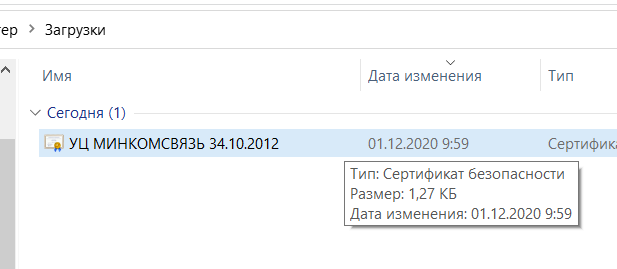 Загрузки
Имя
Дата изменения
Тип
Сегодня (1)
УЦ МИНКОМСВЯЗЬ 34.10.2012
01.12.2020 9:59
Сертифика
Тип: Сертификат безопасности
Размер: 1,27 КБ
Дата изменения: 01.12.2020 9:59